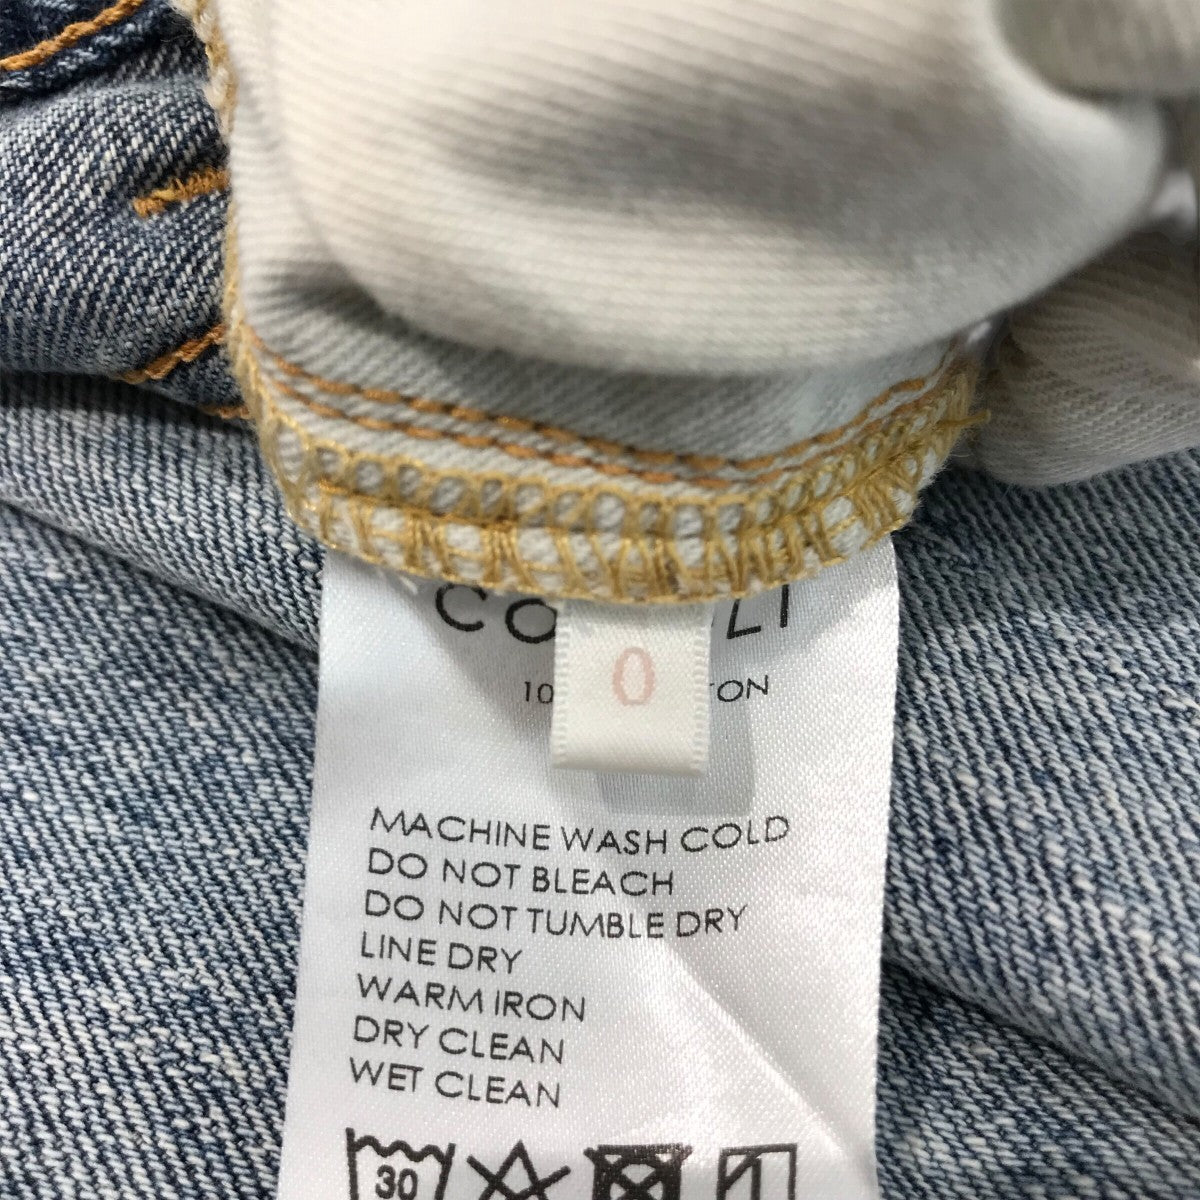 0
MACHINE WASH COLD
DO NOT BLEACH
DO NOT TUMBLE DRY
LINE DRY
WARM IRON
DRY CLEAN
WET CLEAN
30